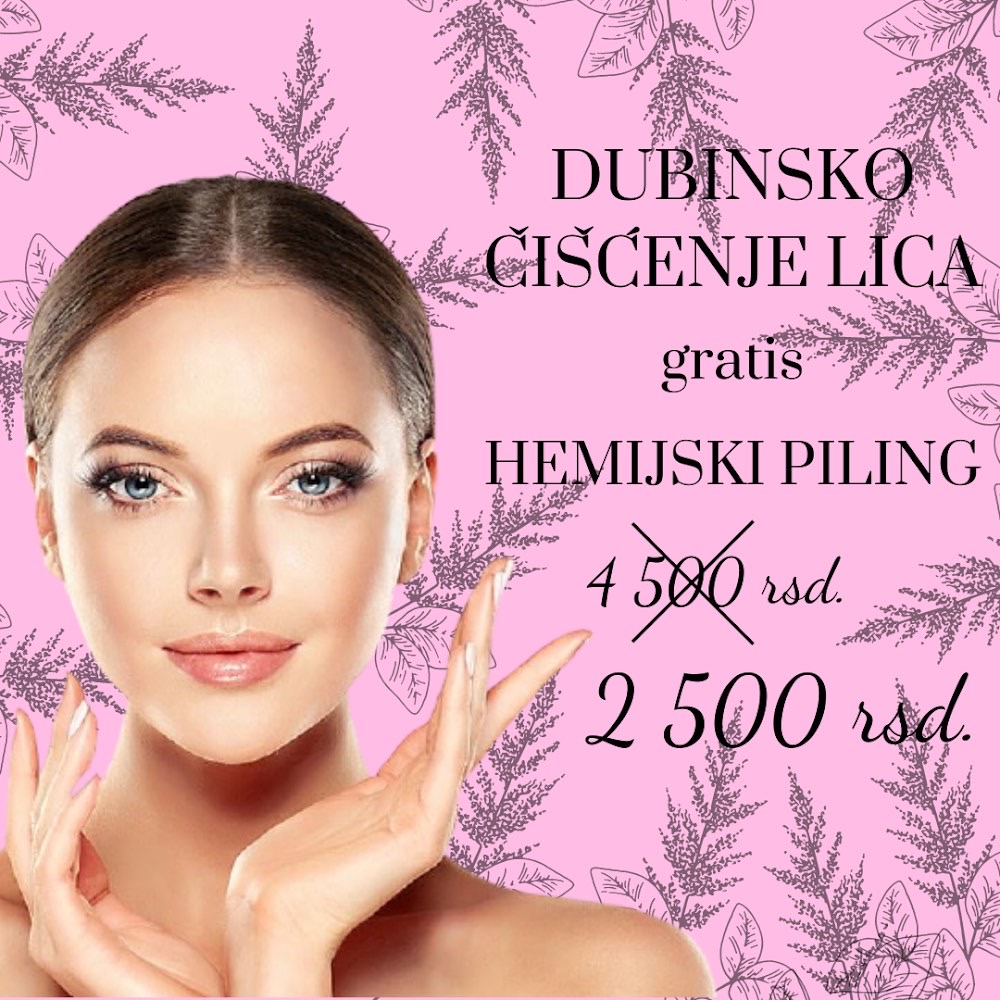 DUBINSKO
ČIŠĆENJE LICA
gratis
HEMIJSKI PILING
4 500 rsd.
2 500 rsd.